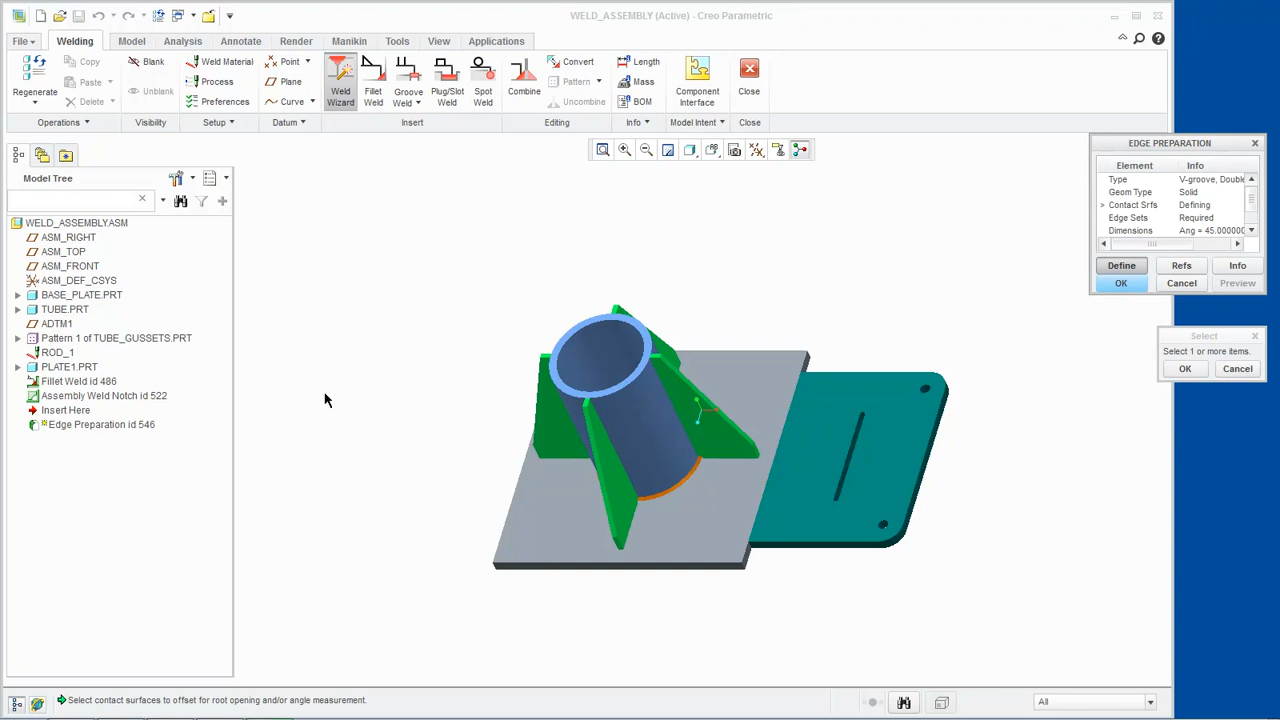 WELD_ASSEMBLY (Active) - Creo Parametric
File Welding Model Analysis Annotate Render Manikin Tools View Applications
Regenerate
Copy
Paste
Delete
Blank
Unblank
Weld Material
Process
Preferences
Point
Plane
Curve
Weld Wizard
Fillet Weld
Groove Weld
Plug/Slot Weld
Spot Weld
Combine
Convert
Pattern
Uncombine
Length
Mass
BOM
Component Interface
Close
Operations Visibility Setup Datum Insert Editing Info Model Intent Close
Model Tree
WELD_ASSEMBLY.ASM
ASM_RIGHT
ASM_TOP
ASM_FRONT
ASM_DEF_CSYS
BASE_PLATE.PRT
TUBE.PRT
ADTM1
Pattern 1 of TUBE_GUSSETS.PRT
ROD_1
PLATE1.PRT
Fillet Weld id 486
Assembly Weld Notch id 522
Insert Here
Edge Preparation id 546
EDGE PREPARATION
Element Info
Type V-groove, Double
Geom Type Solid
> Contact Srfs Defining
Edge Sets Required
Dimensions Ang = 45.000000
Define Refs Info
OK Cancel Preview
Select
Select 1 or more items.
OK Cancel
Select contact surfaces to offset for root opening and/or angle measurement.
All